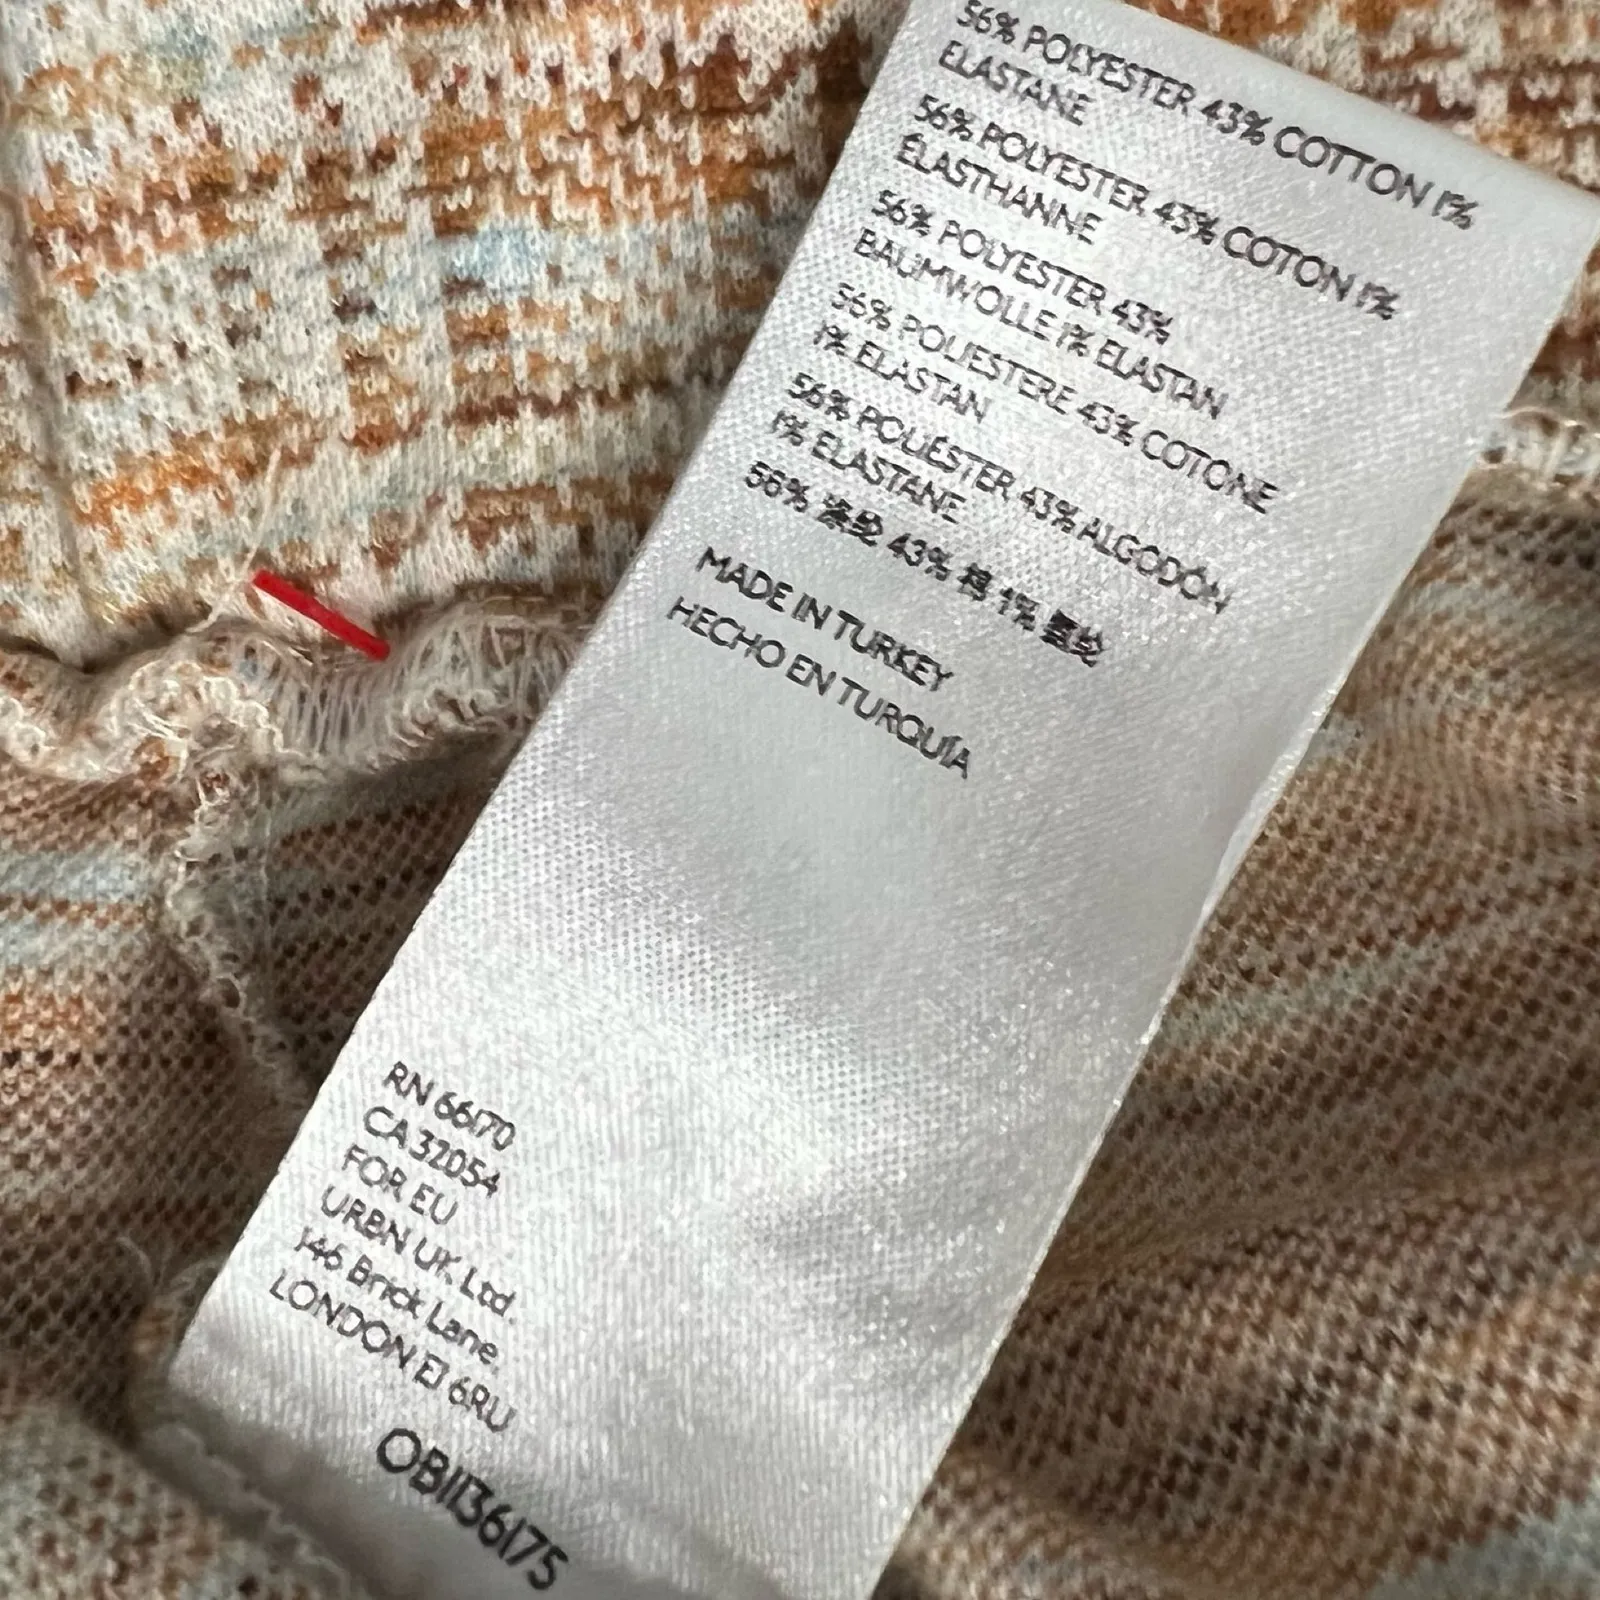 56% POLYESTER 43% COTTON 1%
ELASTANE
56% POLYESTER 43% COTON 1%
ÉLASTHANNE
56% POLYESTER 43%
BAUMWOLLE 1% ELASTAN
56% POLIESTERE 43% COTONE
1% ELASTAN
56% POLIÉSTER 43% ALGODÓN
1% ELASTANE
56% 涤纶 43% 棉 1% 氨纶
MADE IN TURKEY
HECHO EN TURQUÍA
RN 66170
CA 32054
FOR EU
URBN UK Ltd.
146 Brick Lane,
LONDON E1 6RU
OB1136175